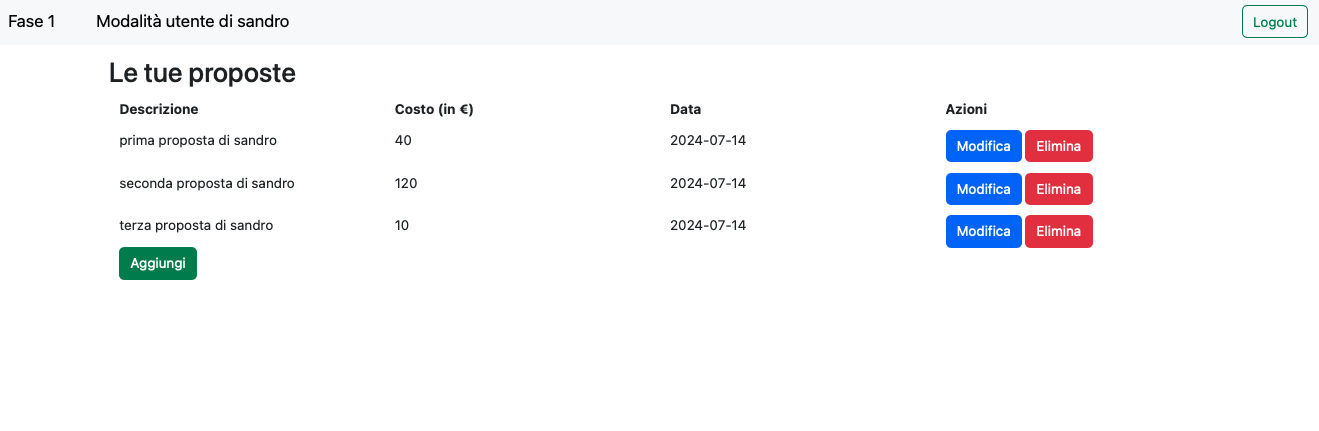 Fase 1 Modalità utente di sandro Logout
Le tue proposte
Descrizione Costo (in €) Data Azioni
prima proposta di sandro 40 2024-07-14 Modifica Elimina
seconda proposta di sandro 120 2024-07-14 Modifica Elimina
terza proposta di sandro 10 2024-07-14 Modifica Elimina
Aggiungi